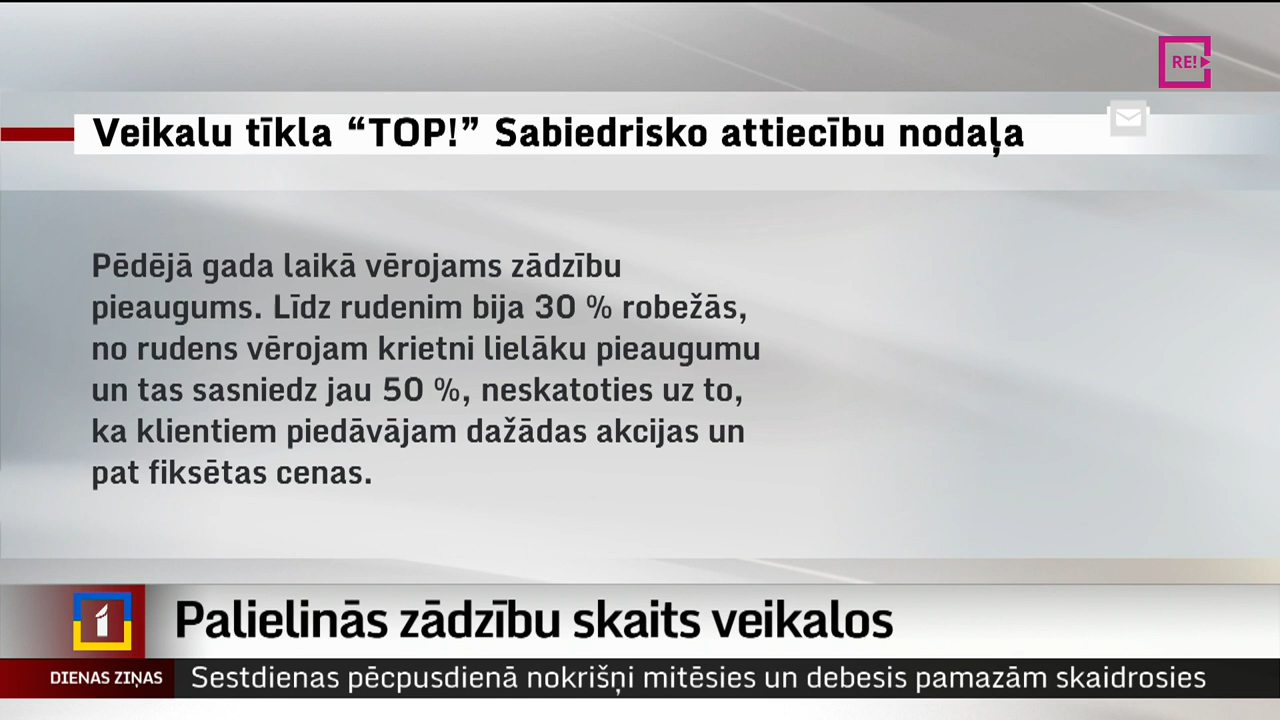 RE!
Veikalu tīkla “TOP!” Sabiedrisko attiecību nodaļa
Pēdējā gada laikā vērojams zādzību
pieaugums. Līdz rudenim bija 30 % robežās,
no rudens vērojam krietni lielāku pieaugumu
un tas sasniedz jau 50 %, neskatoties uz to,
ka klientiem piedāvājam dažādas akcijas un
pat fiksētas cenas.
1 Palielinās zādzību skaits veikalos
DIENAS ZIŅAS Sestdienas pēcpusdienā nokrišņi mitēsies un debesis pamazām skaidrosies